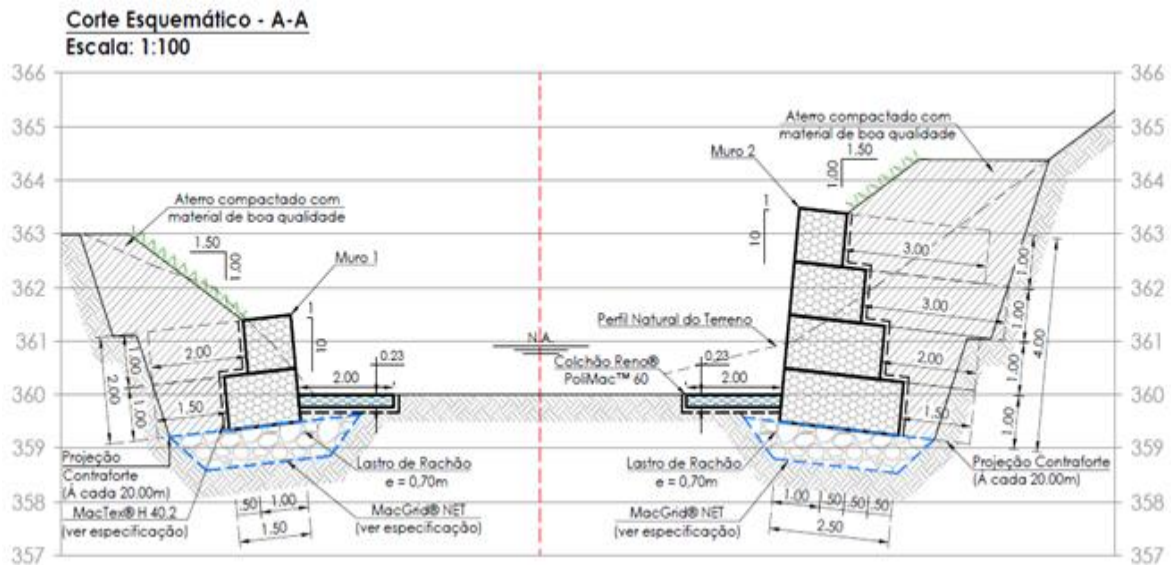 Corte Esquemático - A-A
Escala: 1:100
366
366
365
365
364
364
363
363
362
362
361
361
360
360
359
359
358
358
357
357
Aterro compactado com
material de boa qualidade
1.50
1.00
Muro 1
1
10
N.A.
2.00
0.23
2.00
1.50
2.00
1.00
1.00
Projeção
Contraforte
(À cada 20.00m)
MacTex® H 40.2
(ver especificação)
Lastro de Rachão
e = 0,70m
MacGrid® NET
(ver especificação)
.50
1.00
1.50
Aterro compactado com
material de boa qualidade
Muro 2
1.50
1.00
1
10
Perfil Natural do Terreno
Colchão Reno®
PoliMac™ 60
0.23
2.00
3.00
3.00
2.00
1.50
1.00
1.00
1.00
1.00
4.00
Lastro de Rachão
e = 0,70m
MacGrid® NET
(ver especificação)
Projeção Contraforte
(À cada 20.00m)
1.00
.50
.50
.50
2.50